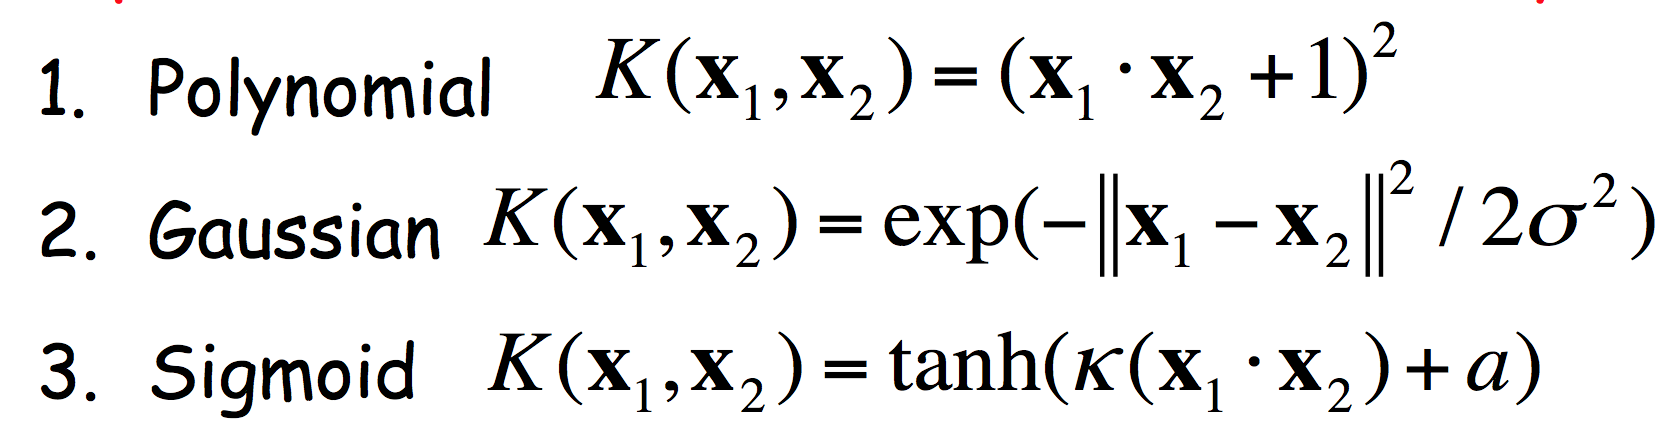 1. Polynomial K(x₁,x₂) = (x₁ · x₂ +1)²
2. Gaussian K(x₁,x₂) = exp(−‖x₁ − x₂‖² / 2σ²)
3. Sigmoid K(x₁,x₂) = tanh(κ(x₁ · x₂) + a)